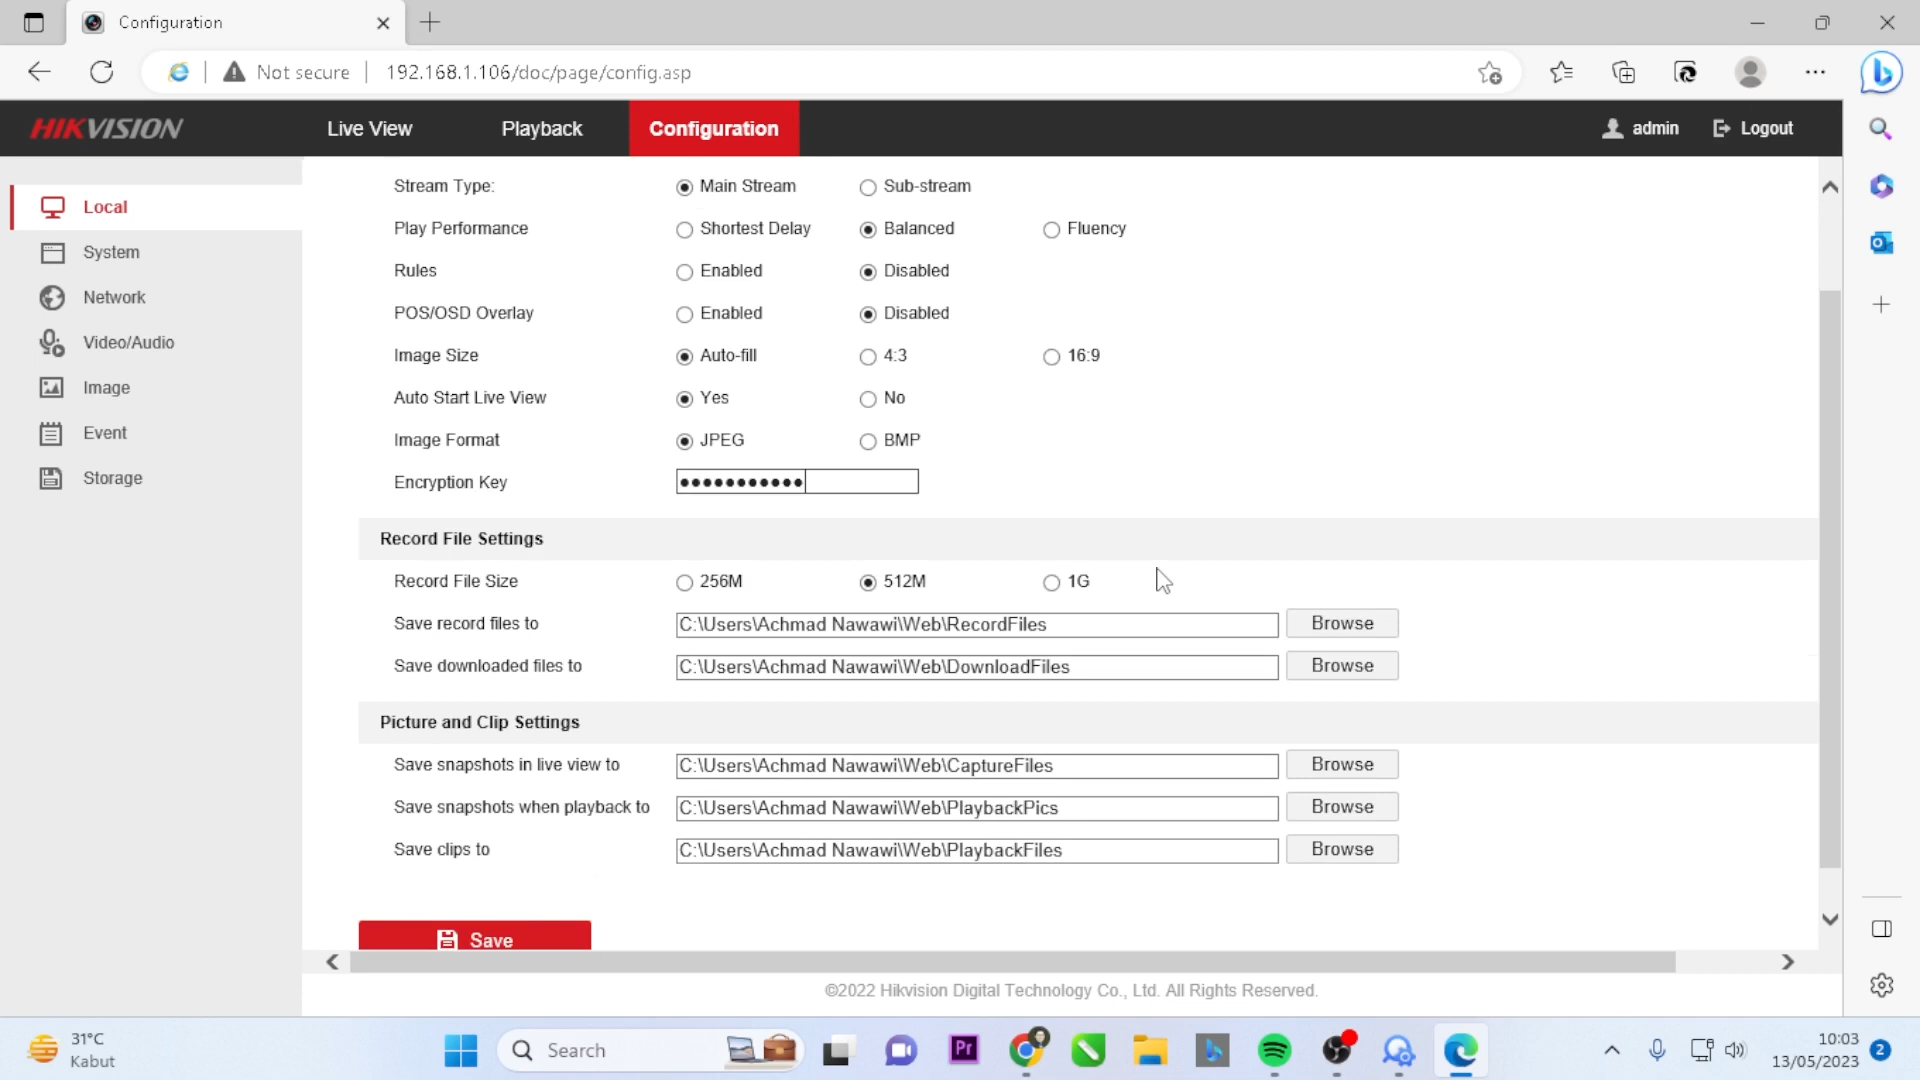 Configuration
Not secure
192.168.1.106/doc/page/config.asp
HIKVISION
Live View
Playback
Configuration
admin
Logout
Local
System
Network
Video/Audio
Image
Event
Storage
Stream Type: Main Stream Sub-stream
Play Performance Shortest Delay Balanced Fluency
Rules Enabled Disabled
POS/OSD Overlay Enabled Disabled
Image Size Auto-fill 4:3 16:9
Auto Start Live View Yes No
Image Format JPEG BMP
Encryption Key ●●●●●●●●●●●
Record File Settings
Record File Size 256M 512M 1G
Save record files to C:\Users\Achmad Nawawi\Web\RecordFiles Browse
Save downloaded files to C:\Users\Achmad Nawawi\Web\DownloadFiles Browse
Picture and Clip Settings
Save snapshots in live view to C:\Users\Achmad Nawawi\Web\CaptureFiles Browse
Save snapshots when playback to C:\Users\Achmad Nawawi\Web\PlaybackPics Browse
Save clips to C:\Users\Achmad Nawawi\Web\PlaybackFiles Browse
Save
©2022 Hikvision Digital Technology Co., Ltd. All Rights Reserved.
31°C
Kabut
Search
Pr
10:03
13/05/2023
2